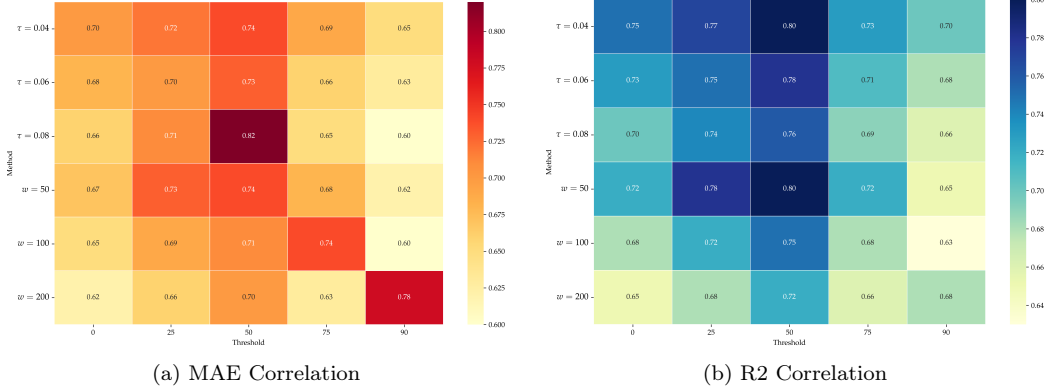 τ = 0.04 0.70 0.72 0.74 0.69 0.65
τ = 0.06 0.68 0.70 0.73 0.66 0.63
τ = 0.08 0.66 0.71 0.82 0.65 0.60
w = 50 0.67 0.73 0.74 0.68 0.62
w = 100 0.65 0.69 0.71 0.74 0.60
w = 200 0.62 0.66 0.70 0.63 0.78
0 25 50 75 90
Threshold
Method
0.800
0.775
0.750
0.725
0.700
0.675
0.650
0.625
0.600
(a) MAE Correlation
τ = 0.04 0.75 0.77 0.80 0.73 0.70
τ = 0.06 0.73 0.75 0.78 0.71 0.68
τ = 0.08 0.70 0.74 0.76 0.69 0.66
w = 50 0.72 0.78 0.80 0.72 0.65
w = 100 0.68 0.72 0.75 0.68 0.63
w = 200 0.65 0.68 0.72 0.66 0.68
0 25 50 75 90
Threshold
Method
0.80
0.78
0.76
0.74
0.72
0.70
0.68
0.66
0.64
(b) R2 Correlation